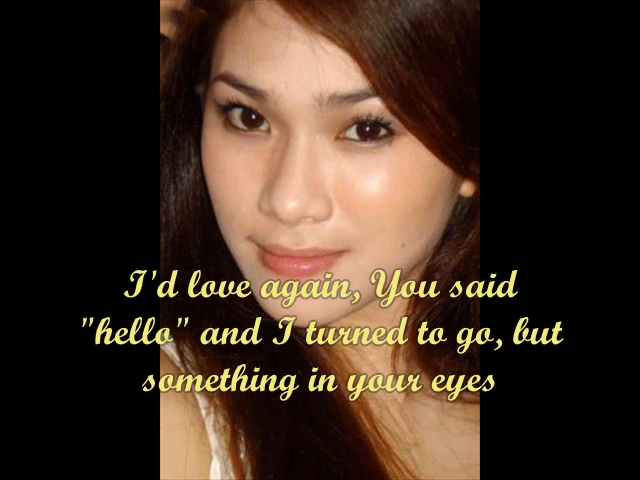 I'd love again, You said
"hello" and I turned to go, but
something in your eyes